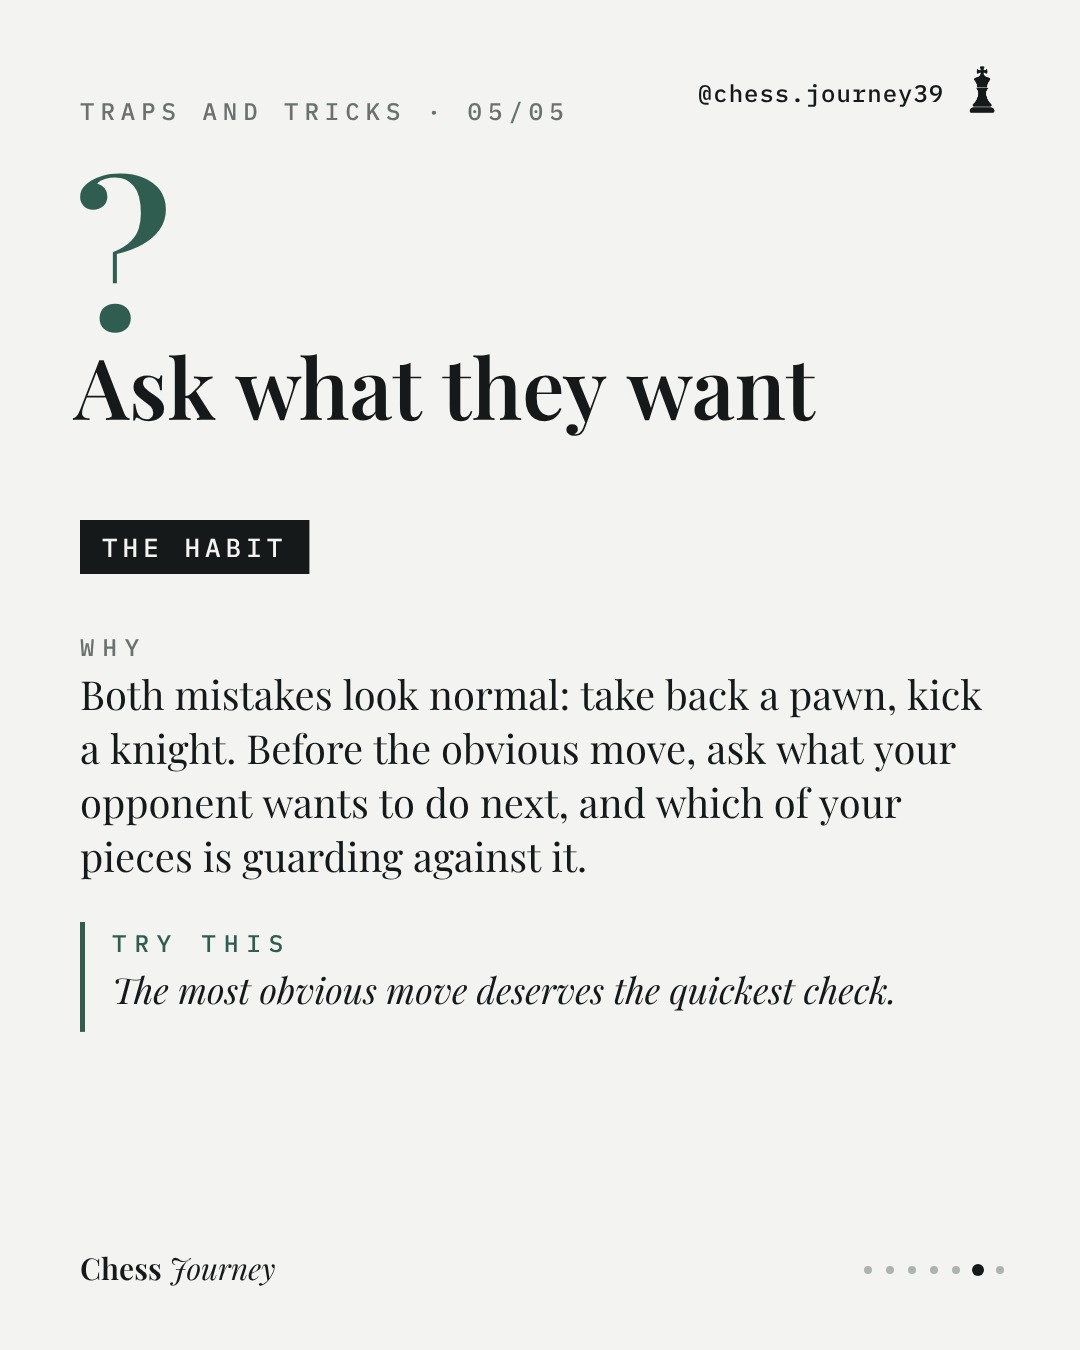 TRAPS AND TRICKS · 05/05
@chess.journey39
?
Ask what they want
THE HABIT
WHY
Both mistakes look normal: take back a pawn, kick
a knight. Before the obvious move, ask what your
opponent wants to do next, and which of your
pieces is guarding against it.
TRY THIS
The most obvious move deserves the quickest check.
Chess Journey